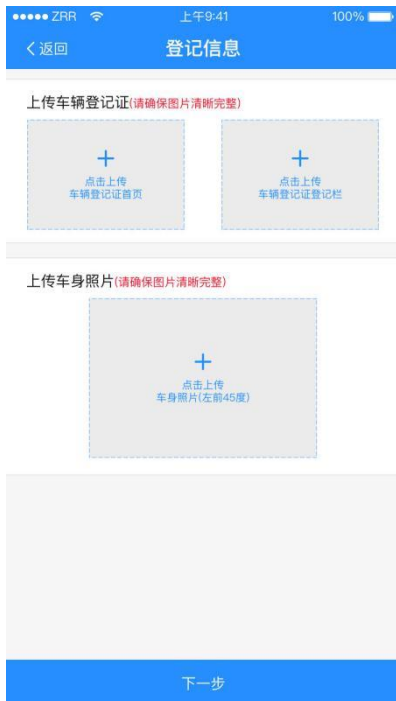 ZRR 上午9:41 100%
返回 登记信息
上传车辆登记证(请确保图片清晰完整)
+ +
点击上传 点击上传
车辆登记证首页 车辆登记证登记栏
上传车身照片(请确保图片清晰完整)
+
点击上传
车身照片(左前45度)
下一步